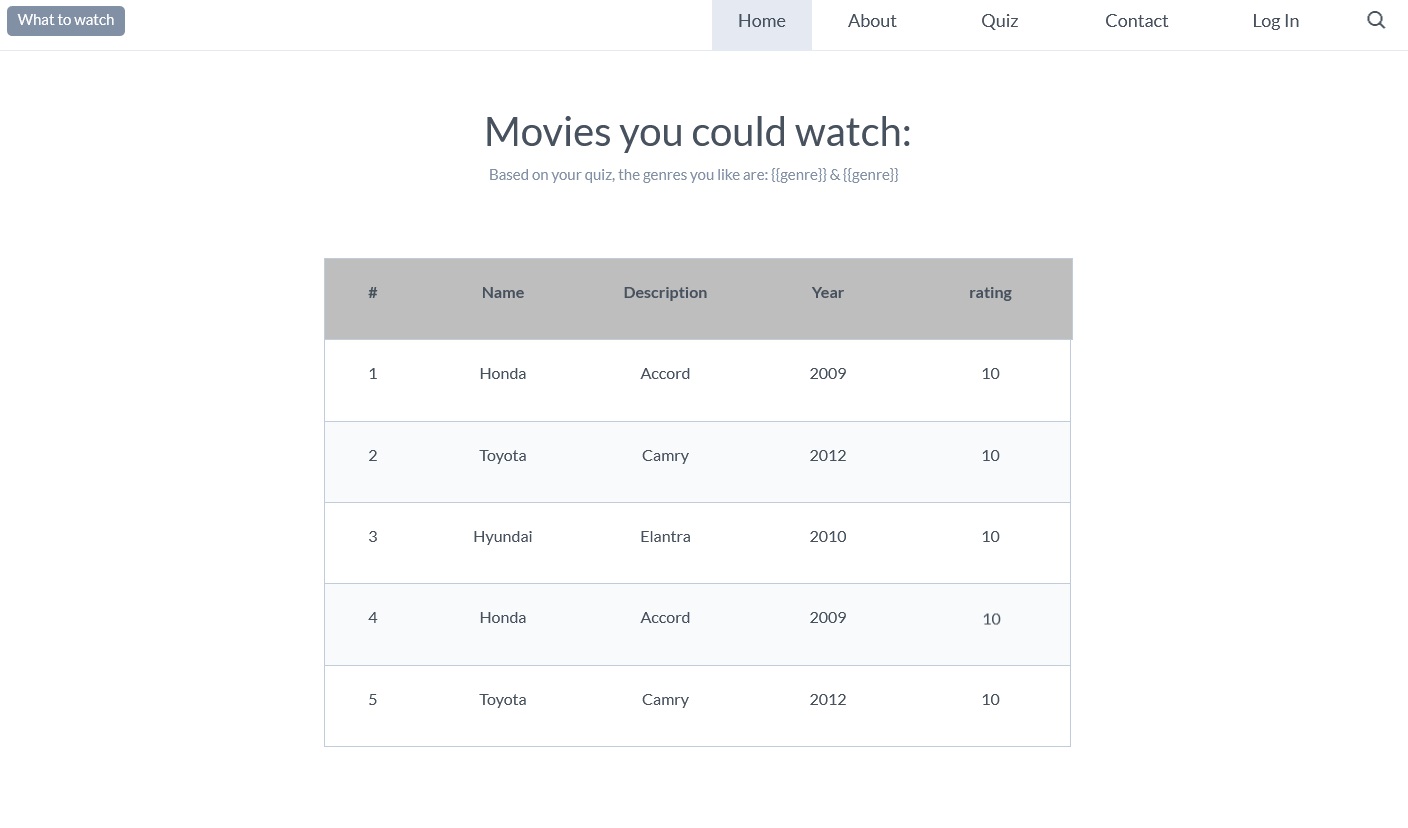 What to watch Home About Quiz Contact Log In
Movies you could watch:
Based on your quiz, the genres you like are: {{genre}} & {{genre}}
# Name Description Year rating
1 Honda Accord 2009 10
2 Toyota Camry 2012 10
3 Hyundai Elantra 2010 10
4 Honda Accord 2009 10
5 Toyota Camry 2012 10